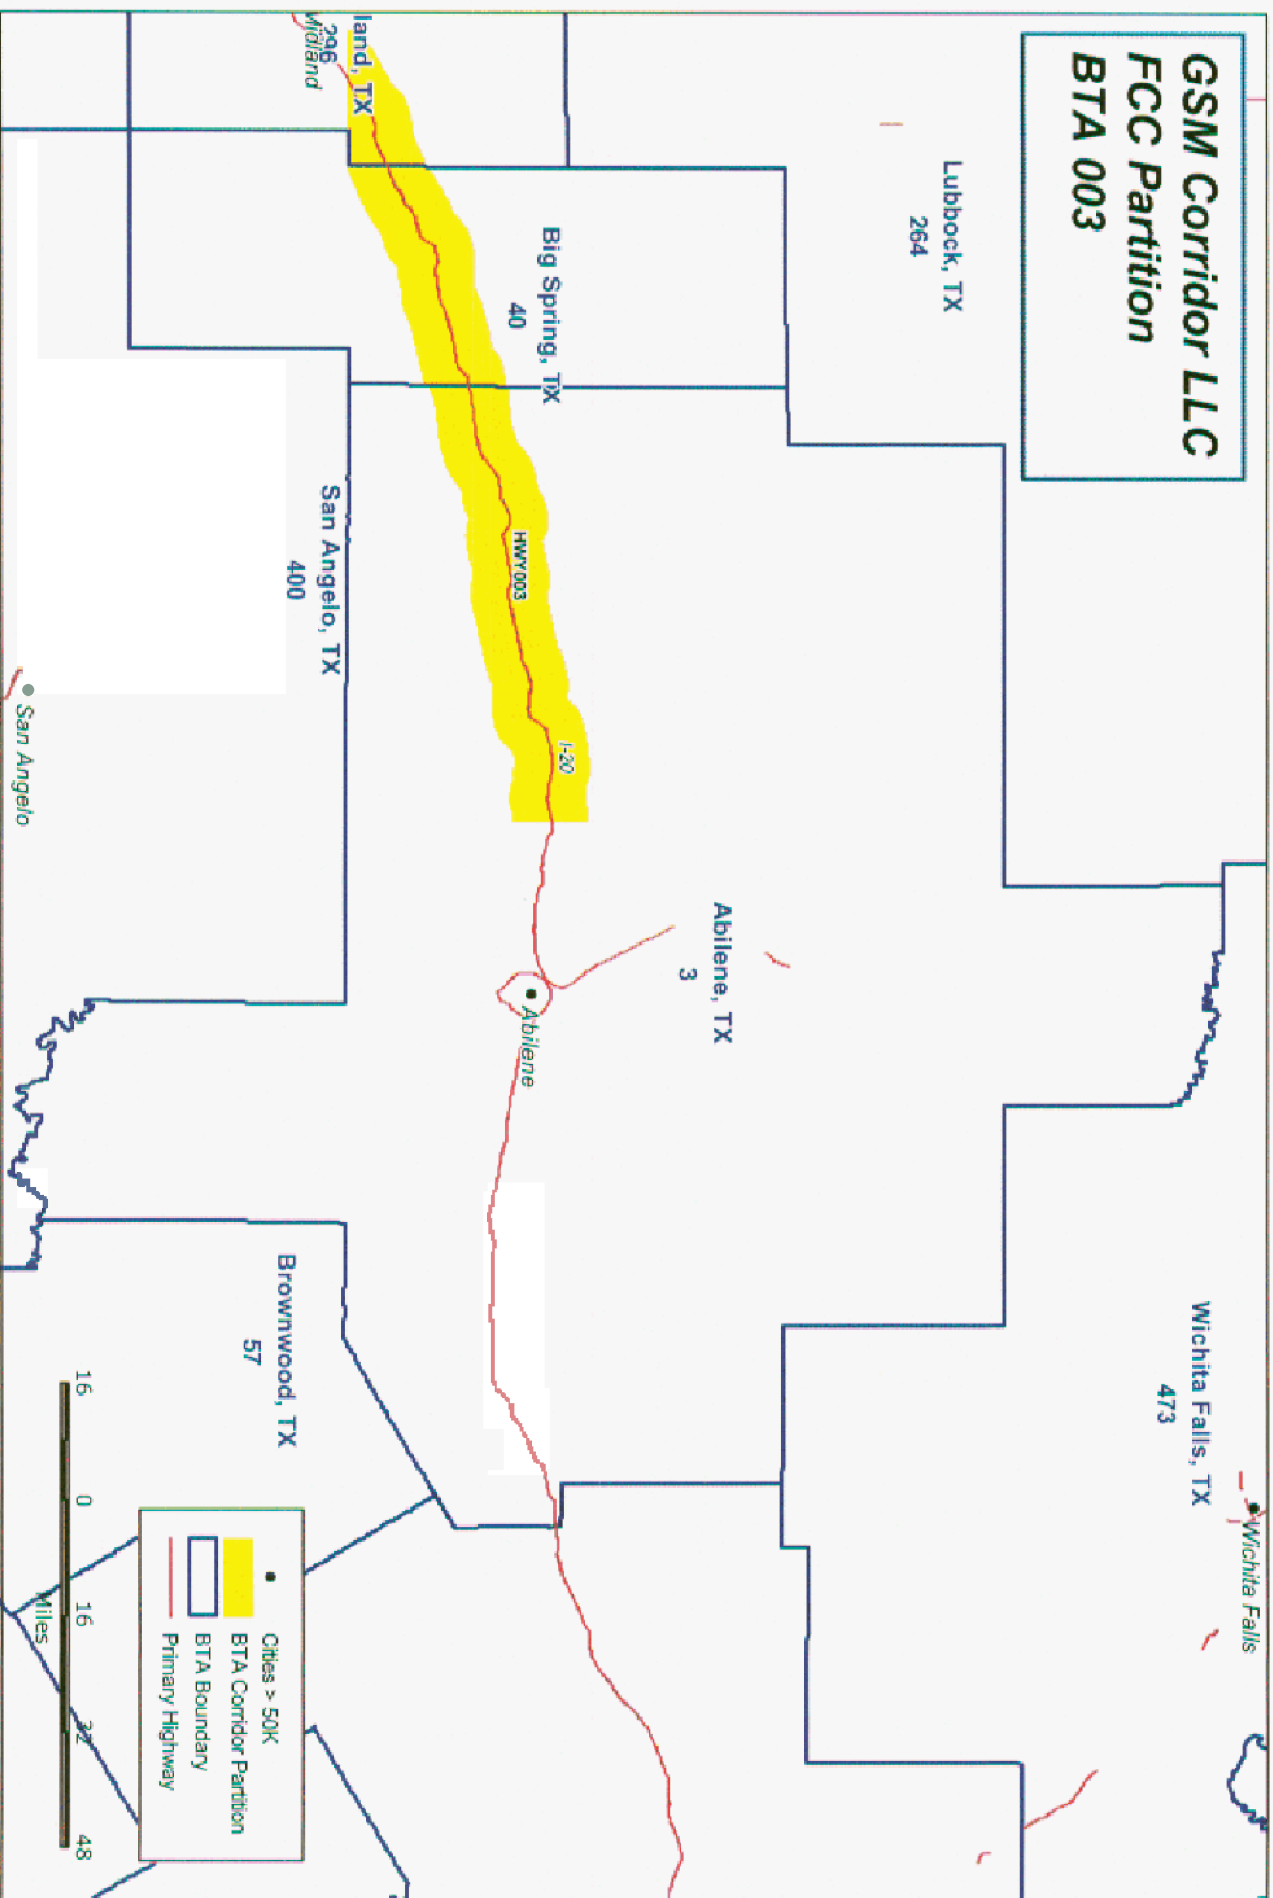 GSM Corridor LLC
FCC Partition
BTA 003
Lubbock, TX
264
Wichita Falls, TX
473
Wichita Falls
Abilene, TX
3
Big Spring, TX
40
I-20
HWY003
Abilene
land, TX
296
Midland
San Angelo, TX
400
Brownwood, TX
57
San Angelo
Cities > 50K
BTA Corridor Partition
BTA Boundary
Primary Highway
16 0 16 32 48
Miles